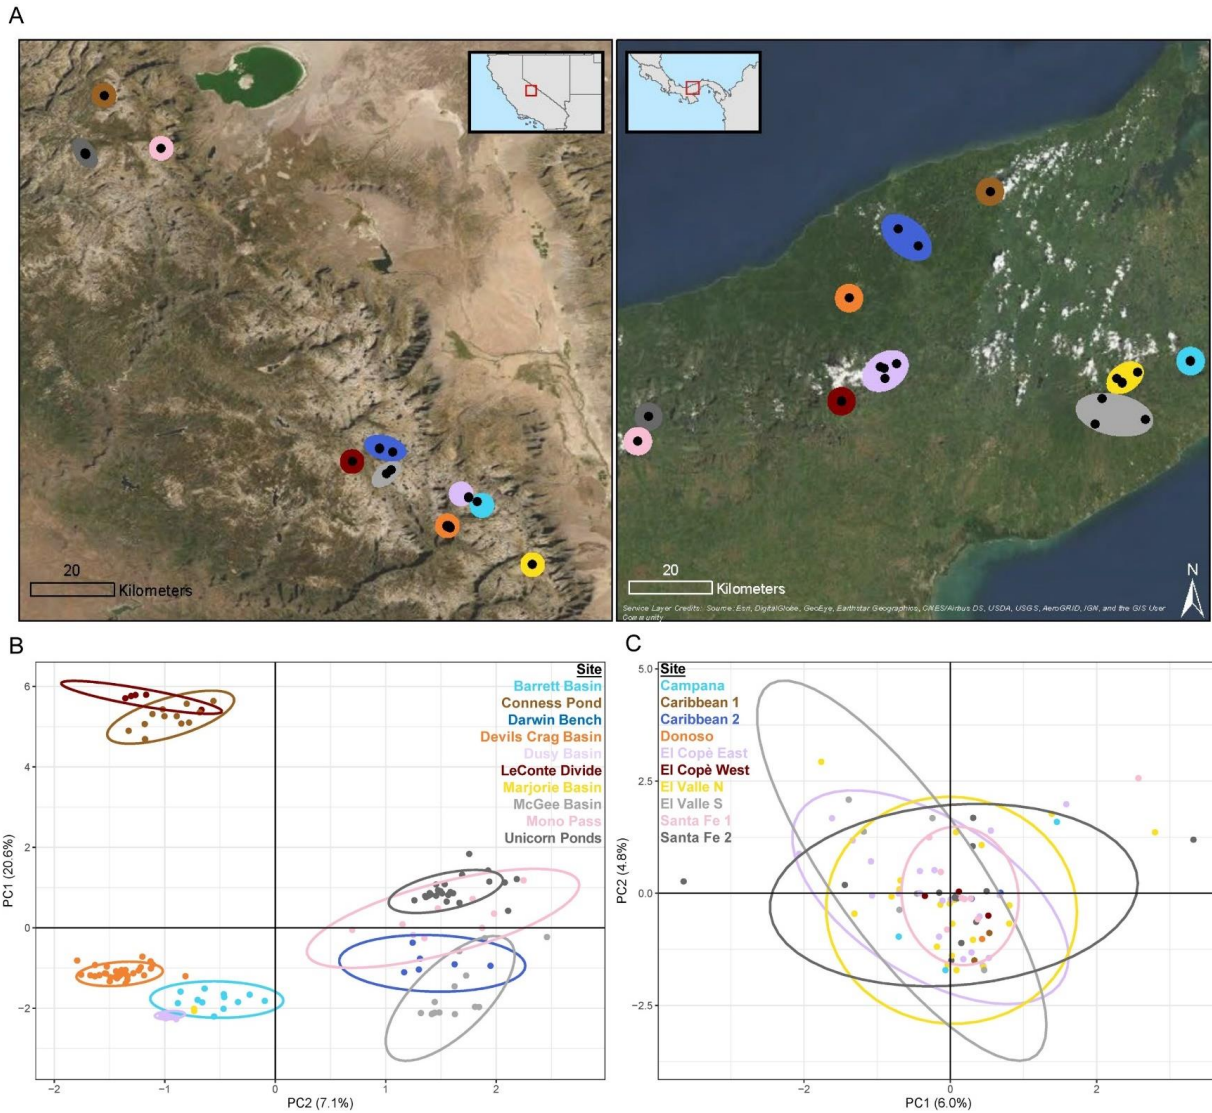 A
20
Kilometers
20
Kilometers
N
Service Layer Credits: Source: Esri, DigitalGlobe, GeoEye, Earthstar Geographics, CNES/Airbus DS, USDA, USGS, AeroGRID, IGN, and the GIS User
Community
B
Site
Barrett Basin
Conness Pond
Darwin Bench
Devils Crag Basin
Dusy Basin
LeConte Divide
Marjorie Basin
McGee Basin
Mono Pass
Unicorn Ponds
6
4
2
0
−2
PC1 (20.6%)
−2
−1
0
1
2
PC2 (7.1%)
C
Site
Campana
Caribbean 1
Caribbean 2
Donoso
El Copè East
El Copè West
El Valle N
El Valle S
Santa Fe 1
Santa Fe 2
5.0
2.5
0.0
−2.5
PC2 (4.8%)
−2
0
2
PC1 (6.0%)